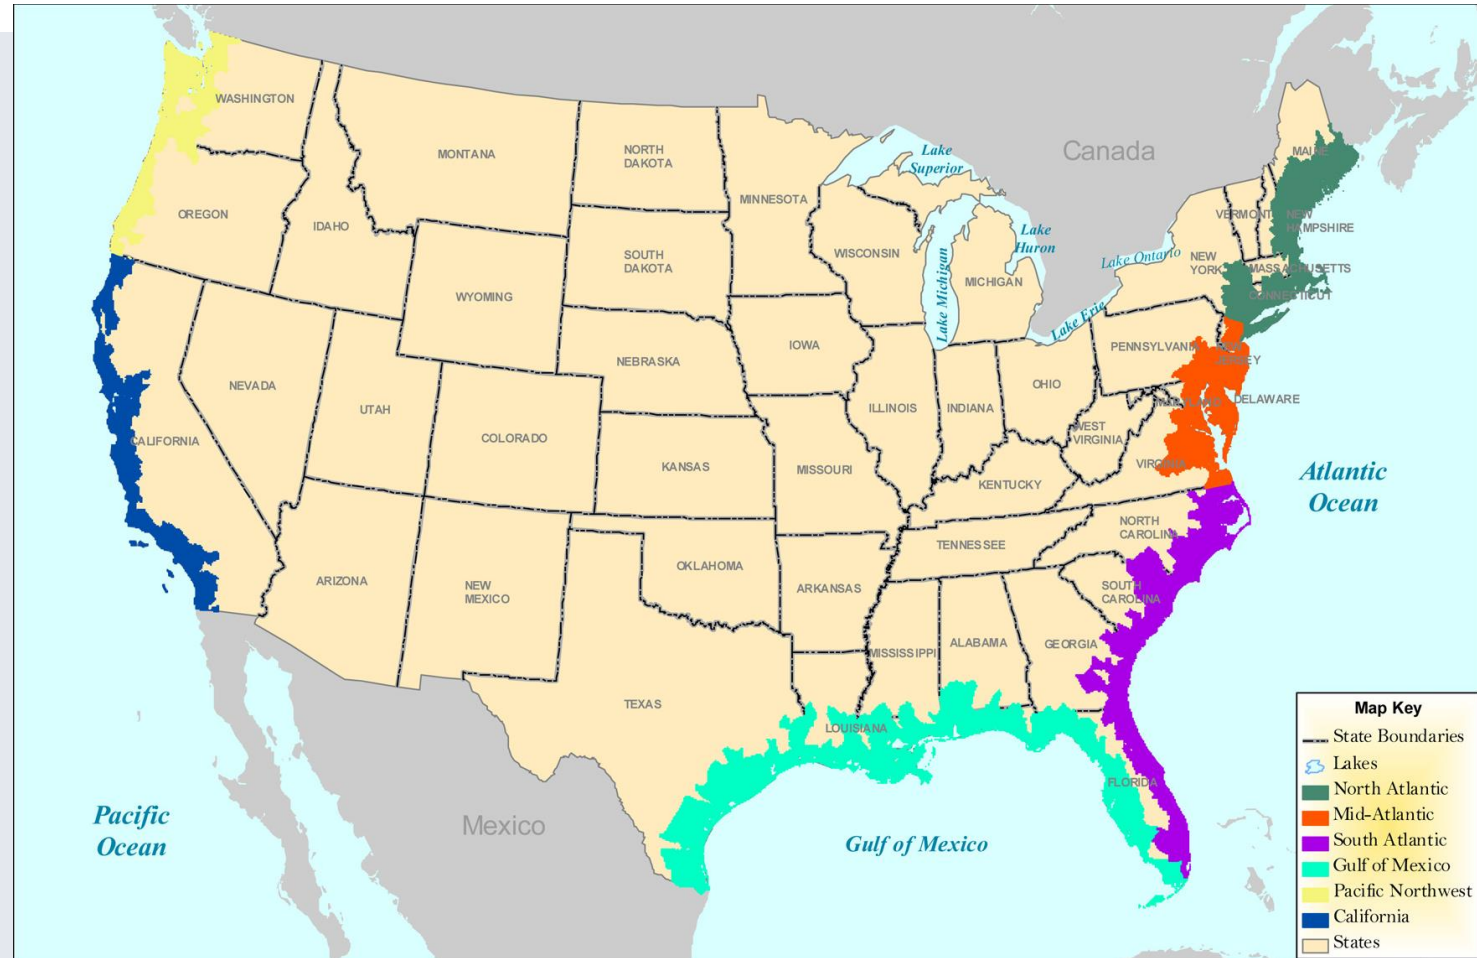 WASHINGTON
MONTANA
NORTH
DAKOTA
MINNESOTA
Lake
Superior
Canada
MAINE
OREGON
IDAHO
SOUTH
DAKOTA
WISCONSIN
Lake Michigan
MICHIGAN
Lake
Huron
Lake Ontario
Lake Erie
VERMONT
NEW
HAMPSHIRE
NEW
YORK
MASSACHUSETTS
CONNECTICUT
WYOMING
NEBRASKA
IOWA
PENNSYLVANIA
NEW
JERSEY
NEVADA
UTAH
COLORADO
ILLINOIS
INDIANA
OHIO
MARYLAND
DELAWARE
CALIFORNIA
KANSAS
MISSOURI
WEST
VIRGINIA
VIRGINIA
KENTUCKY
Atlantic
Ocean
ARIZONA
NEW
MEXICO
OKLAHOMA
ARKANSAS
TENNESSEE
NORTH
CAROLINA
SOUTH
CAROLINA
TEXAS
LOUISIANA
MISSISSIPPI
ALABAMA
GEORGIA
FLORIDA
Pacific
Ocean
Mexico
Gulf of Mexico
Map Key
State Boundaries
Lakes
North Atlantic
Mid-Atlantic
South Atlantic
Gulf of Mexico
Pacific Northwest
California
States